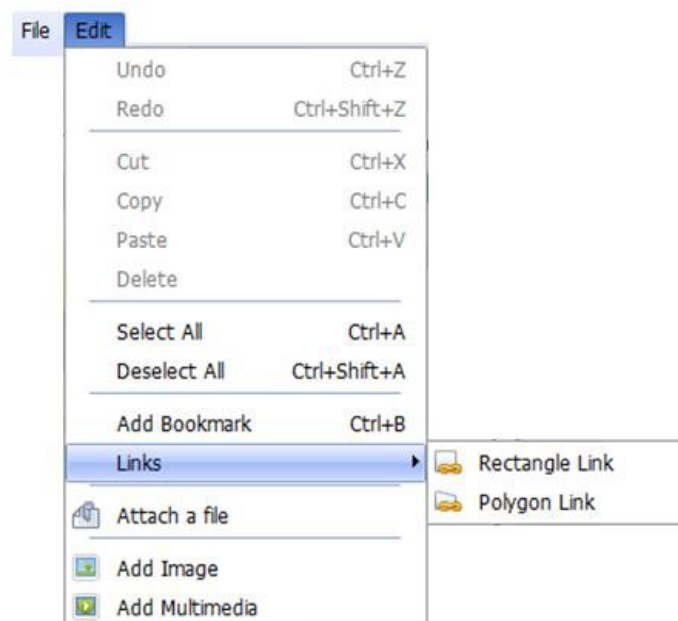 File Edit
Undo Ctrl+Z
Redo Ctrl+Shift+Z
Cut Ctrl+X
Copy Ctrl+C
Paste Ctrl+V
Delete
Select All Ctrl+A
Deselect All Ctrl+Shift+A
Add Bookmark Ctrl+B
Links Rectangle Link
Polygon Link
Attach a file
Add Image
Add Multimedia